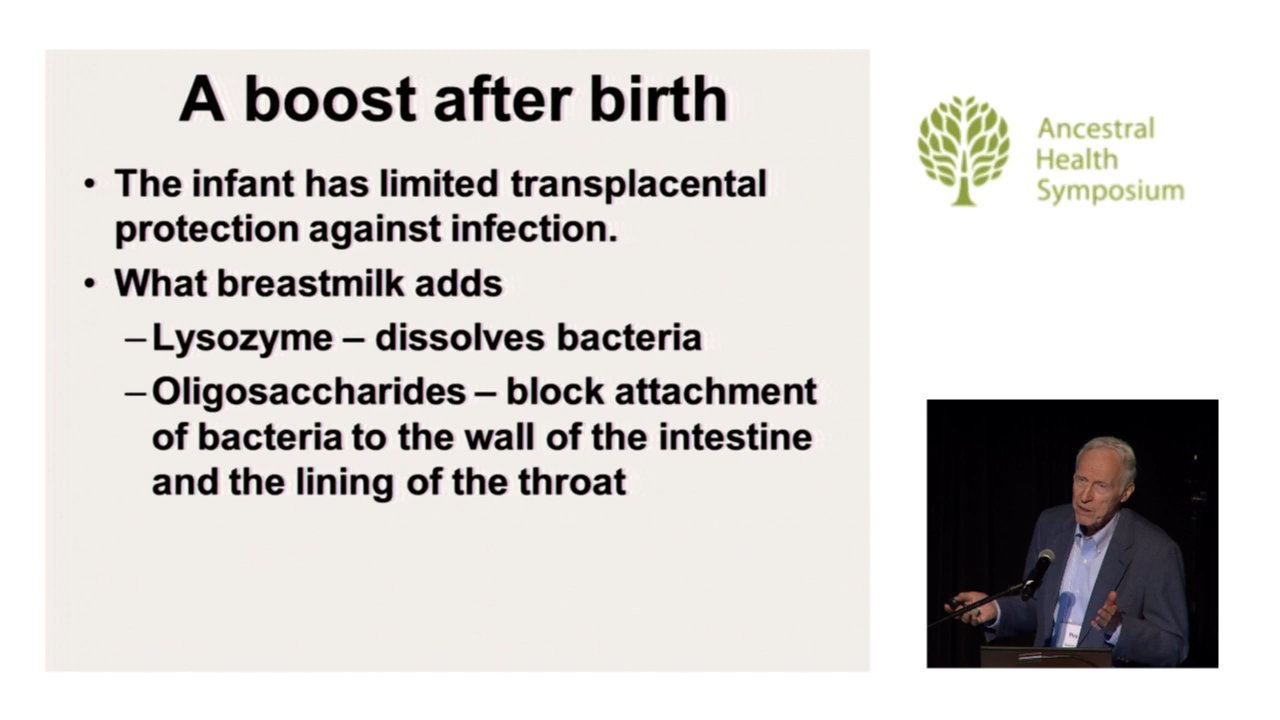 A boost after birth
• The infant has limited transplacental
protection against infection.
• What breastmilk adds
– Lysozyme – dissolves bacteria
– Oligosaccharides – block attachment
of bacteria to the wall of the intestine
and the lining of the throat
Ancestral
Health
Symposium